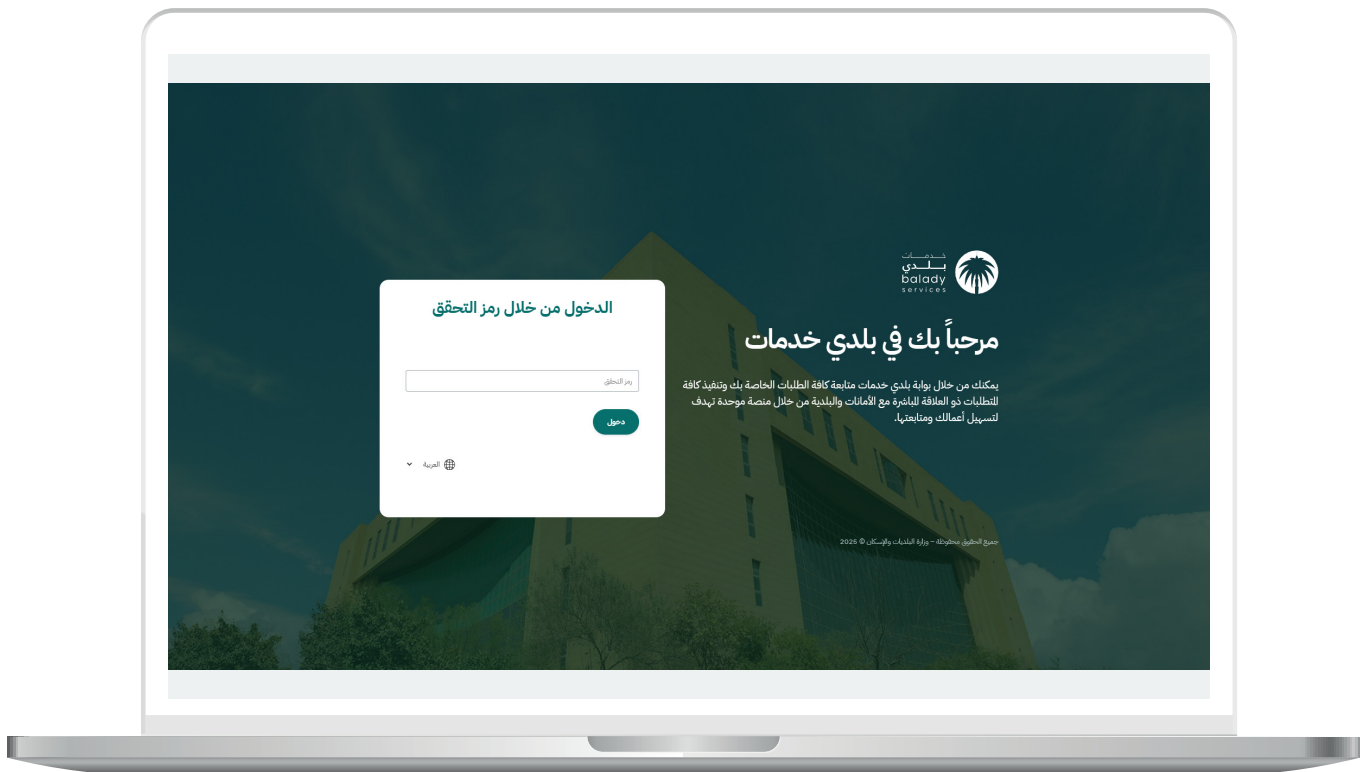 خدمات
بلدي
balady
services
مرحباً بك في بلدي خدمات
يمكنك من خلال بوابة بلدي خدمات متابعة كافة الطلبات الخاصة بك وتنفيذ كافة
المتطلبات ذو العلاقة المباشرة مع الأمانات والبلدية من خلال منصة موحدة تهدف
لتسهيل أعمالك ومتابعتها.
جميع الحقوق محفوظة – وزارة البلديات والإسكان © 2025
الدخول من خلال رمز التحقق
رمز التحقق
دخول
العربية